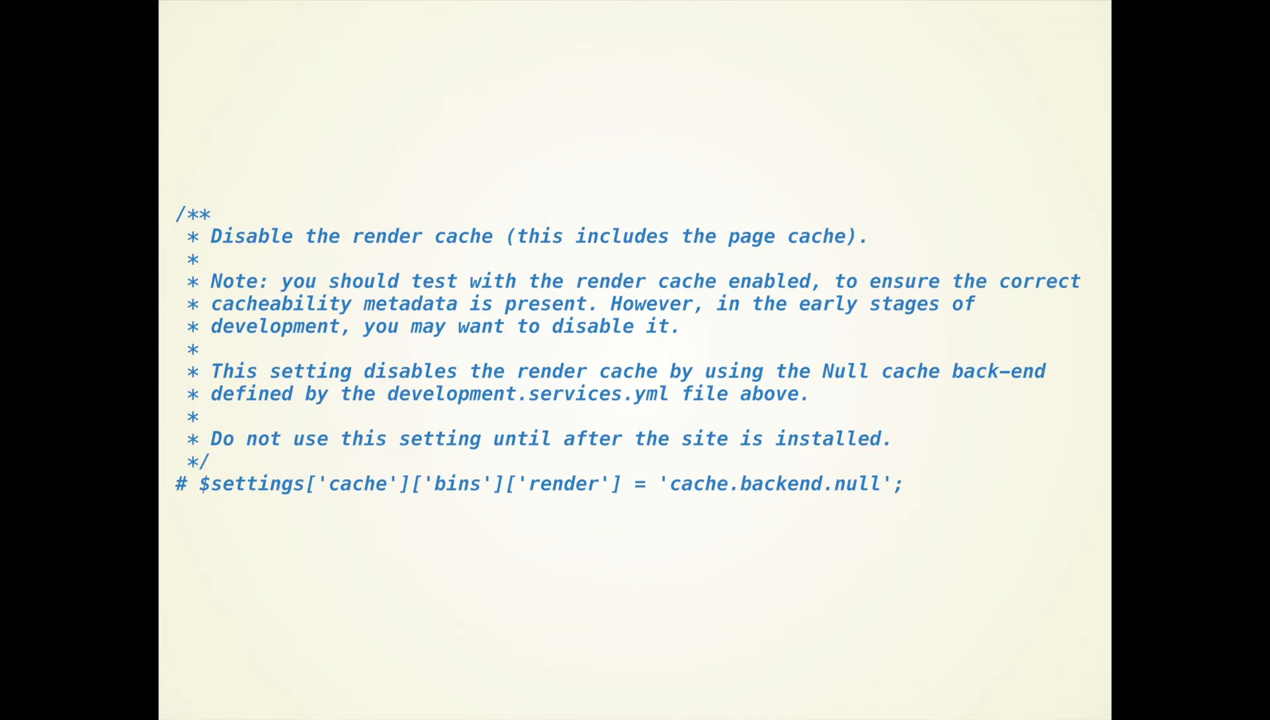 /**
 * Disable the render cache (this includes the page cache).
 *
 * Note: you should test with the render cache enabled, to ensure the correct
 * cacheability metadata is present. However, in the early stages of
 * development, you may want to disable it.
 *
 * This setting disables the render cache by using the Null cache back-end
 * defined by the development.services.yml file above.
 *
 * Do not use this setting until after the site is installed.
 */
# $settings['cache']['bins']['render'] = 'cache.backend.null';